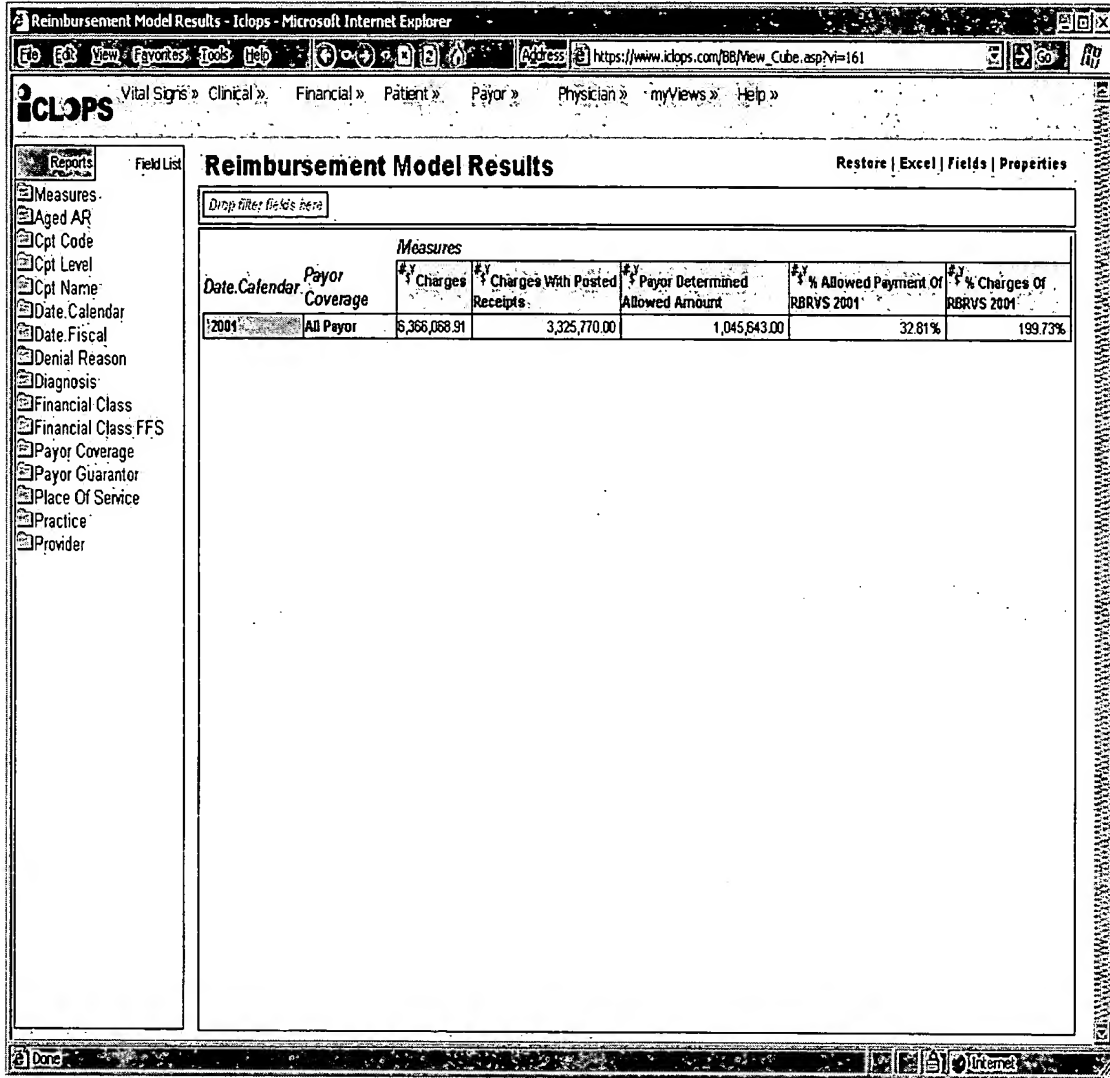 Reimbursement Model Results - Iclops - Microsoft Internet Explorer
File Edit View Favorites Tools Help Address https://www.iclops.com/BB/View_Cube.asp?vi=161 Go
ICLOPS Vital Signs » Clinical » Financial » Patient » Payor » Physician » myViews » Help »
Reports Field List
Measures
Aged AR
Cpt Code
Cpt Level
Cpt Name
Date.Calendar
Date.Fiscal
Denial Reason
Diagnosis
Financial Class
Financial Class FFS
Payor Coverage
Payor Guarantor
Place Of Service
Practice
Provider
Reimbursement Model Results Restore | Excel | Fields | Properties
Drop filter fields here
Measures
Date.Calendar Payor Coverage Charges Charges With Posted Receipts Payor Determined Allowed Amount % Allowed Payment Of RBRVS 2001 % Charges Of RBRVS 2001
2001 All Payor 6,366,068.91 3,325,770.00 1,045,643.00 32.81% 199.73%
Done Internet